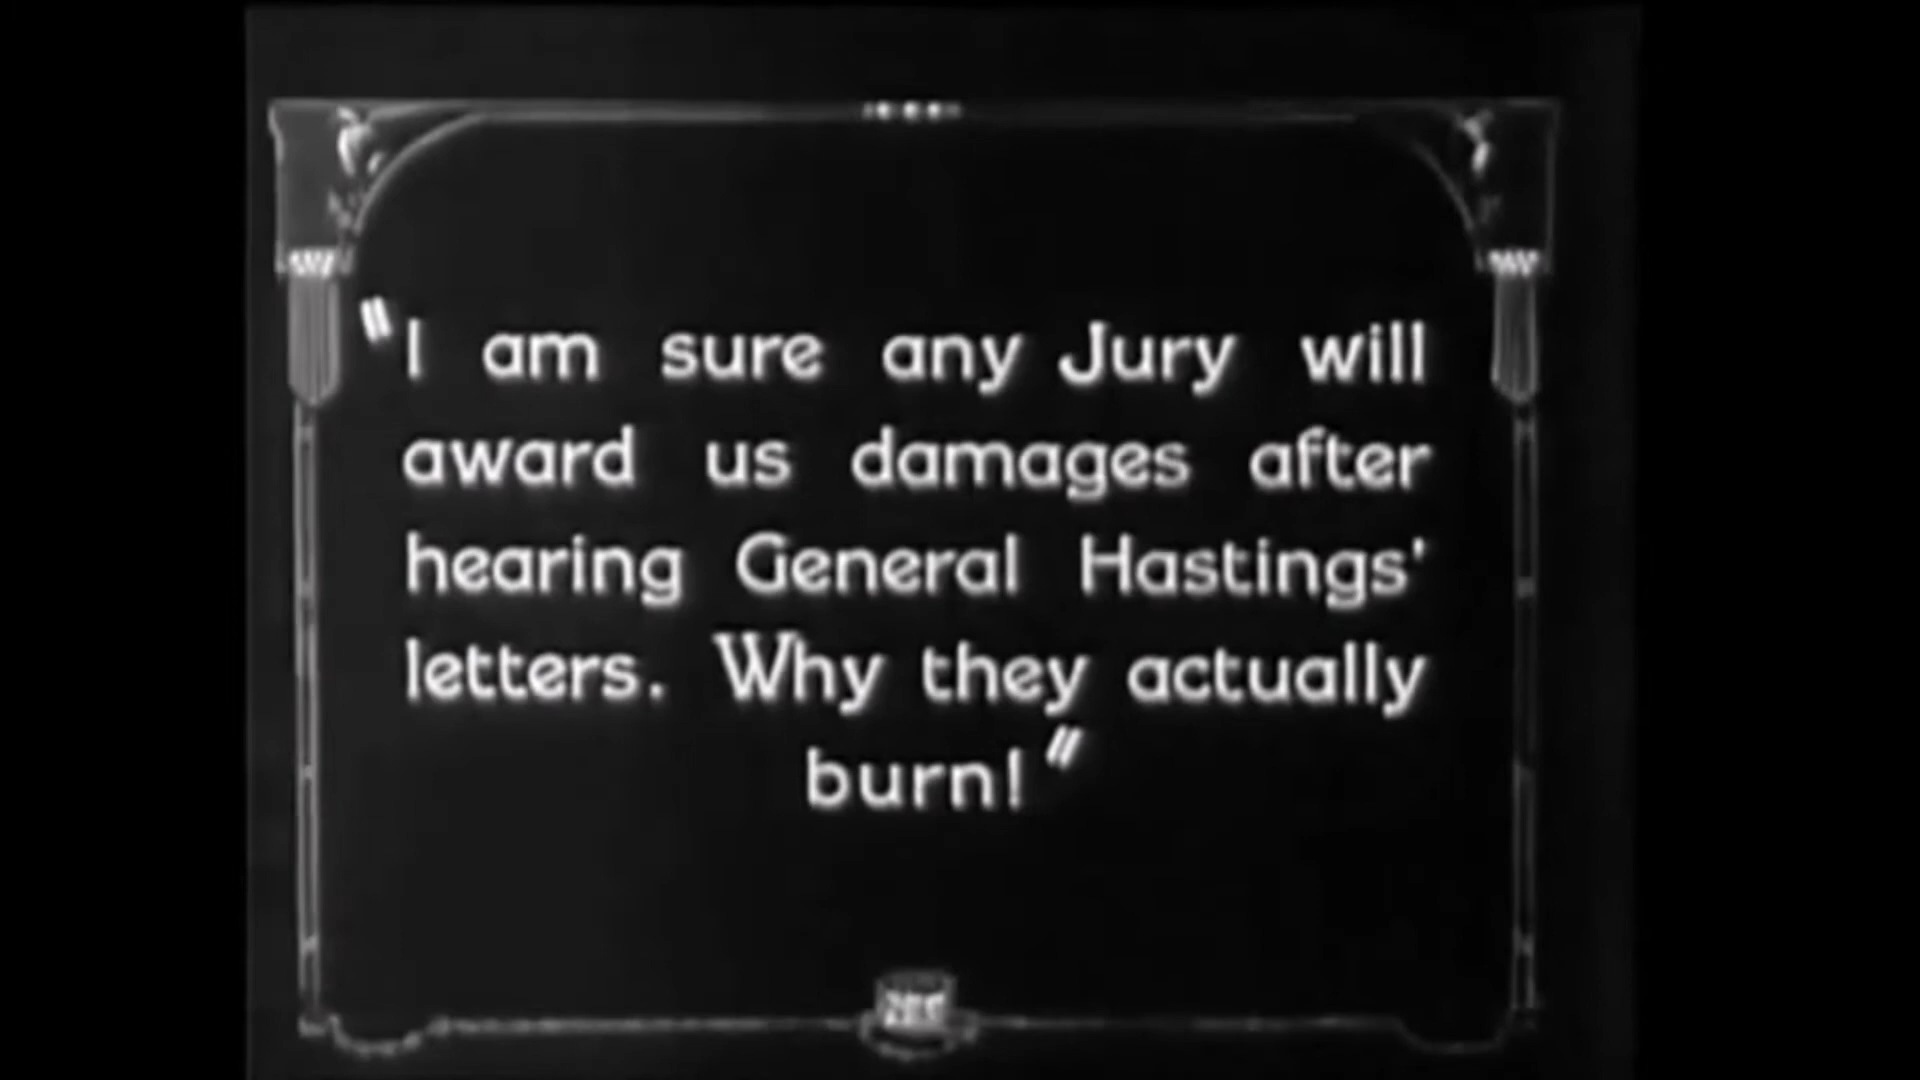 "I am sure any Jury will
award us damages after
hearing General Hastings'
letters. Why they actually
burn!"